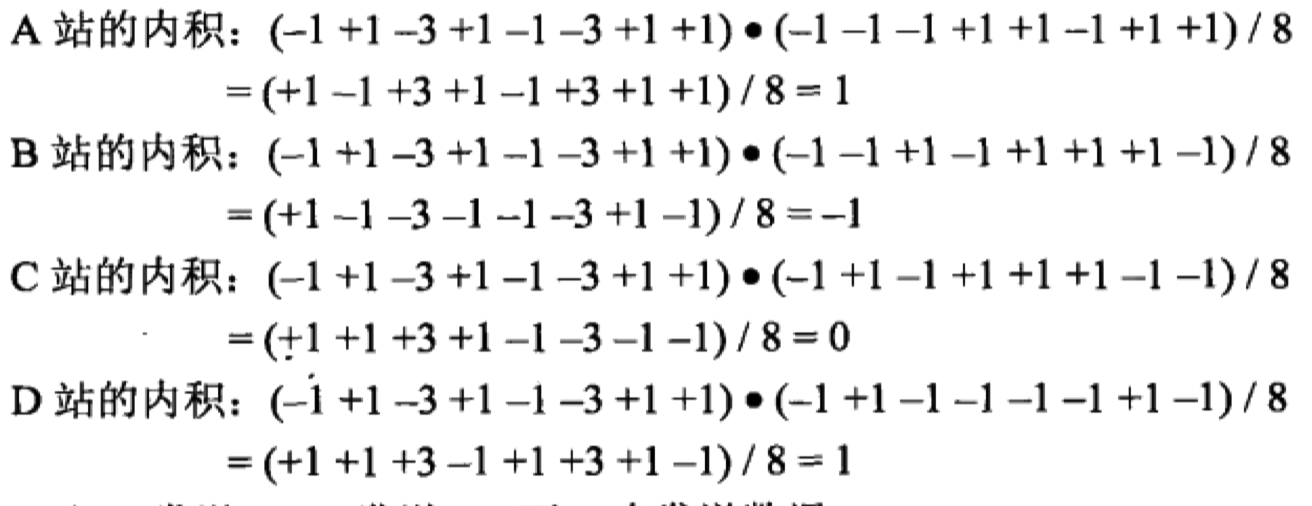 A 站的内积：(–1 +1 –3 +1 –1 –3 +1 +1) ● (–1 –1 –1 +1 +1 –1 +1 +1) / 8
= (+1 –1 +3 +1 –1 +3 +1 +1) / 8 = 1
B 站的内积：(–1 +1 –3 +1 –1 –3 +1 +1) ● (–1 –1 +1 –1 +1 +1 +1 –1) / 8
= (+1 –1 –3 –1 –1 –3 +1 –1) / 8 = –1
C 站的内积：(–1 +1 –3 +1 –1 –3 +1 +1) ● (–1 +1 –1 +1 +1 +1 –1 –1) / 8
= (+1 +1 +3 +1 –1 –3 –1 –1) / 8 = 0
D 站的内积：(–1 +1 –3 +1 –1 –3 +1 +1) ● (–1 +1 –1 –1 –1 –1 +1 –1) / 8
= (+1 +1 +3 –1 +1 +3 +1 –1) / 8 = 1